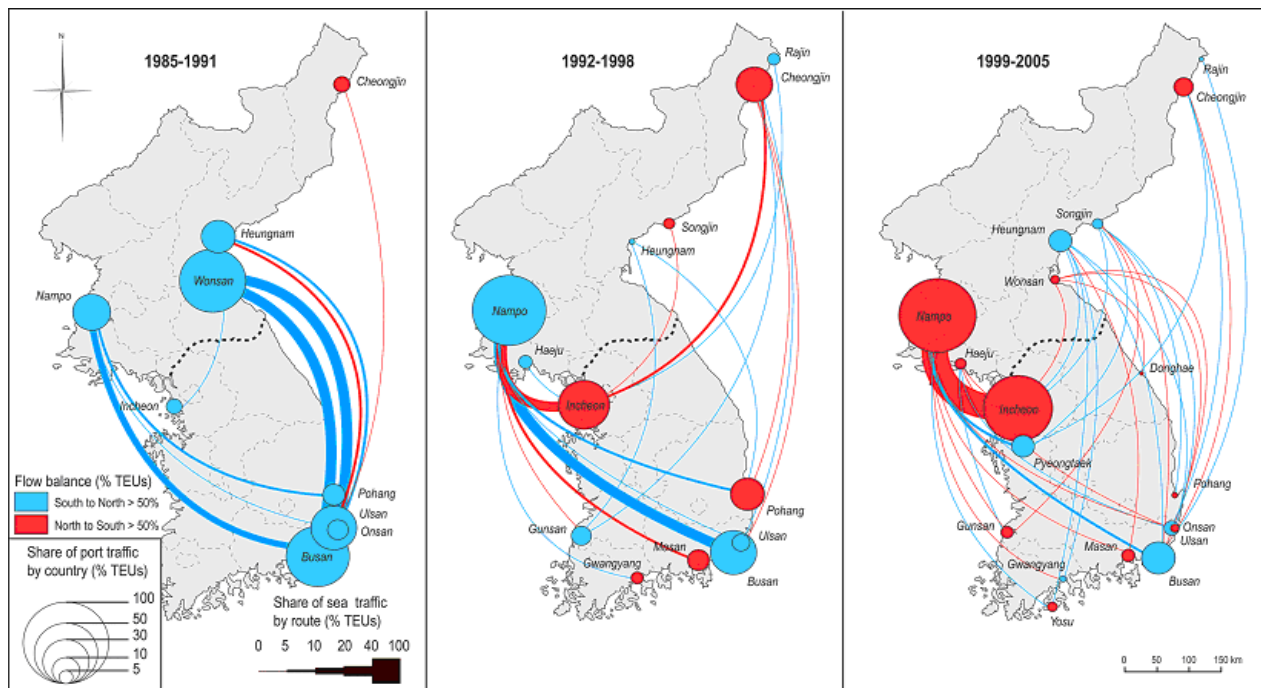 N
1985-1991
Cheongjin
Heungnam
Wonsan
Nampo
Incheon
Pohang
Ulsan
Onsan
Busan
Flow balance (% TEUs)
South to North > 50%
North to South > 50%
Share of port traffic
by country (% TEUs)
100
50
30
10
5
Share of sea traffic
by route (% TEUs)
0 5 10 20 40 100
1992-1998
Rajin
Cheongjin
Songjin
Heungnam
Nampo
Haeju
Incheon
Pohang
Gunsan
Masan
Ulsan
Gwangyang
Busan
1999-2005
Rajin
Cheongjin
Songjin
Heungnam
Wonsan
Nampo
Haeju
Donghae
Incheon
Pyeongtaek
Pohang
Gunsan
Onsan
Ulsan
Masan
Gwangyang
Busan
Yosu
0 50 100 150 km